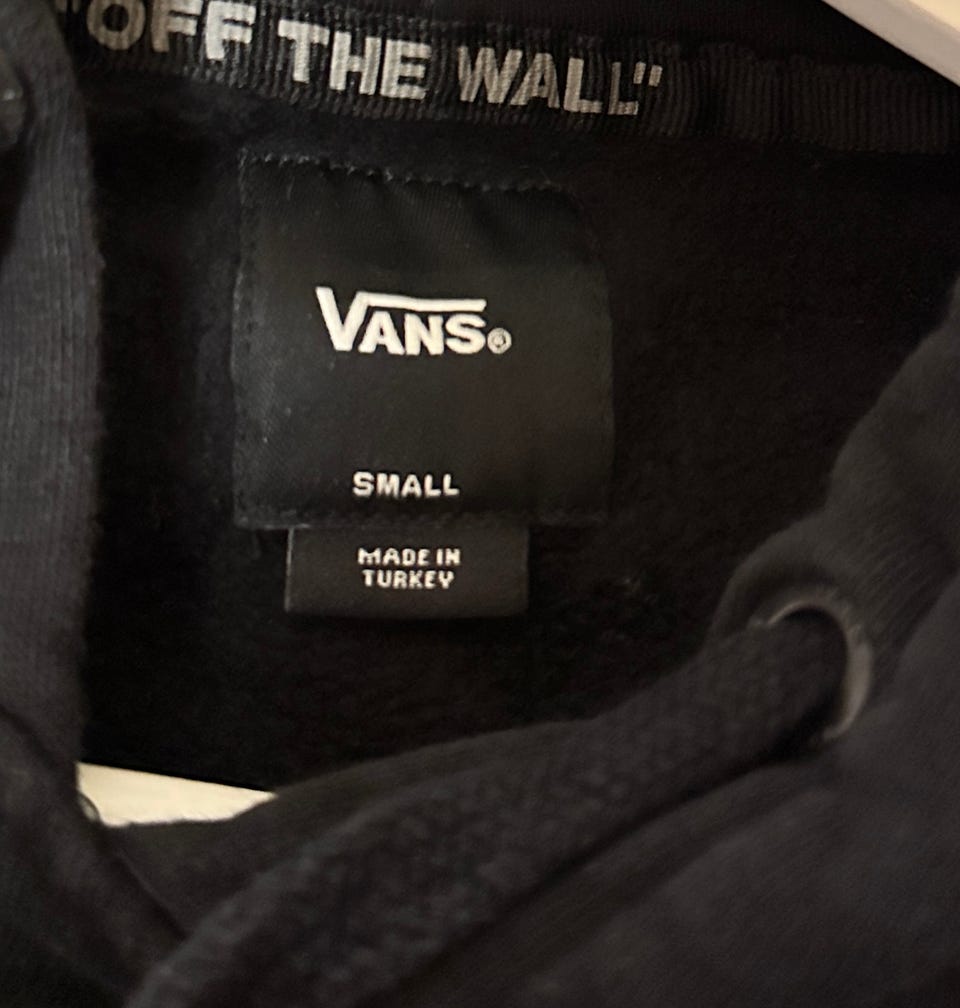 "OFF THE WALL"
VANS®
SMALL
MADE IN
TURKEY